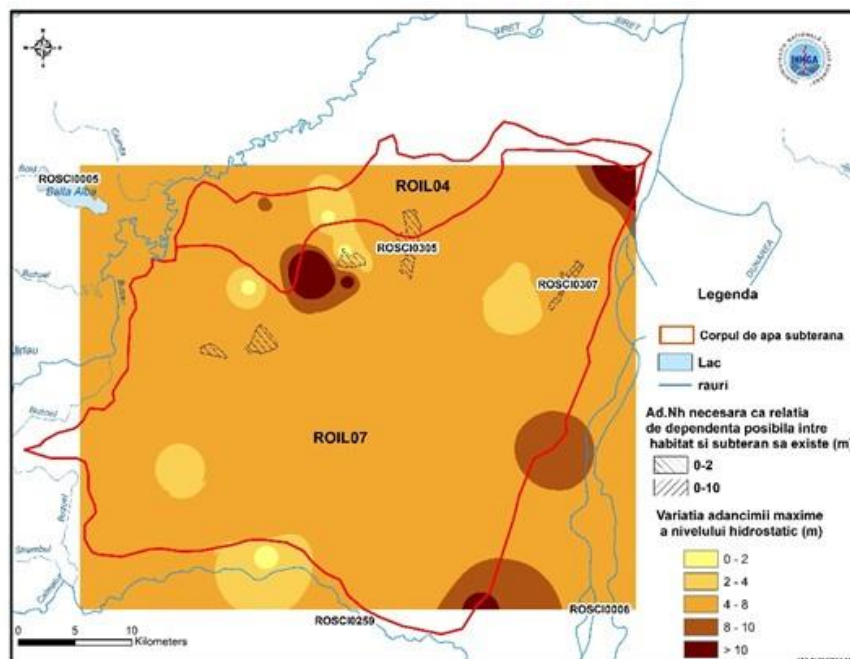 SIRET
SIRET
ROSCI0005
Balta Alba
ROIL04
ROSCI0305
ROSCI0307
DUNAREA
Buzoel
Buzoel
ROIL07
ROSCI0259
ROSCI0006
0 5 10
Kilometers
Legenda
Corpul de apa subterana
Lac
rauri
Ad.Nh necesara ca relatia
de dependenta posibila intre
habitat si subteran sa existe (m)
0-2
0-10
Variatia adancimii maxime
a nivelului hidrostatic (m)
0 - 2
2 - 4
4 - 8
8 - 10
> 10